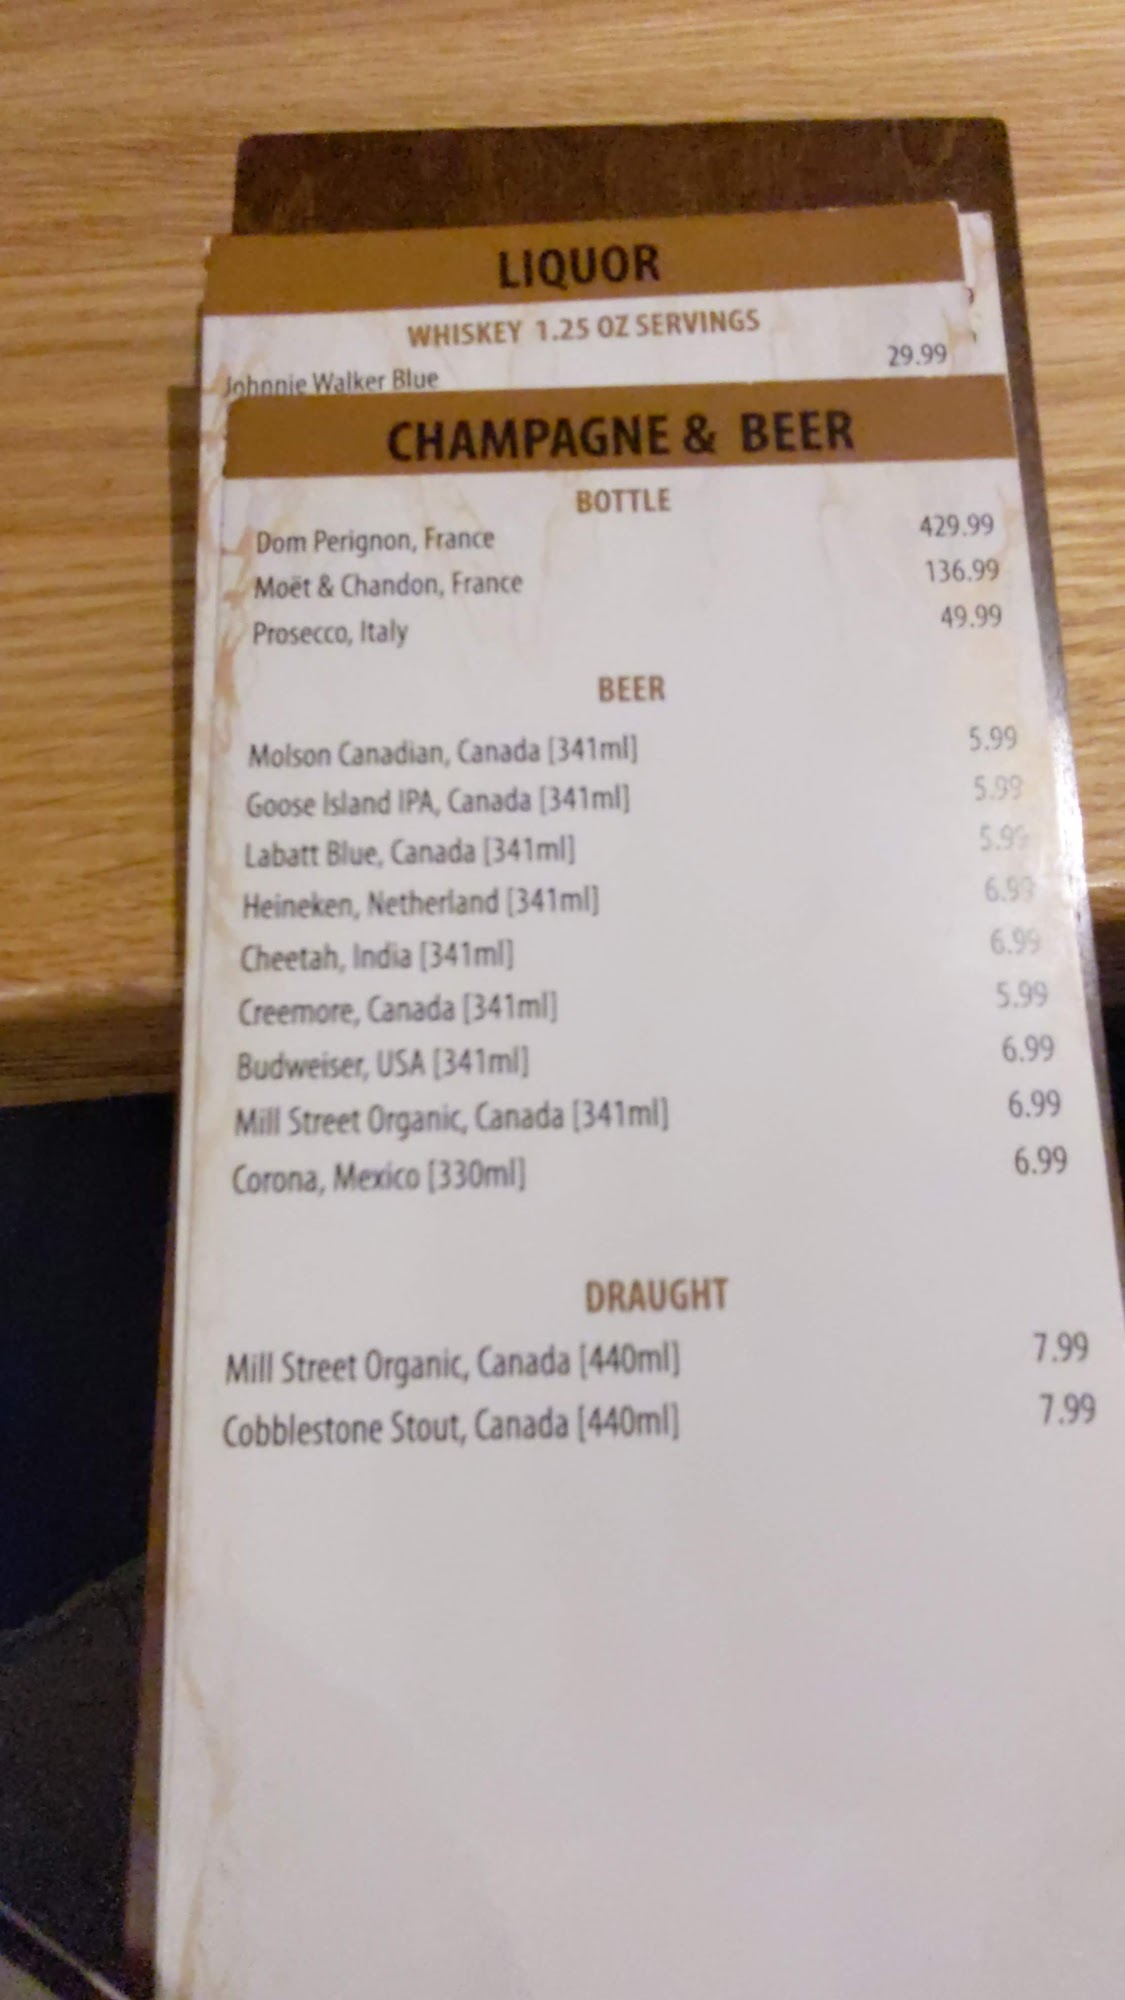 LIQUOR
WHISKEY 1.25 OZ SERVINGS
Johnnie Walker Blue 29.99
CHAMPAGNE & BEER
BOTTLE
Dom Perignon, France 429.99
Moët & Chandon, France 136.99
Prosecco, Italy 49.99
BEER
Molson Canadian, Canada [341ml] 5.99
Goose Island IPA, Canada [341ml] 5.99
Labatt Blue, Canada [341ml] 5.99
Heineken, Netherland [341ml] 6.99
Cheetah, India [341ml] 6.99
Creemore, Canada [341ml] 5.99
Budweiser, USA [341ml] 6.99
Mill Street Organic, Canada [341ml] 6.99
Corona, Mexico [330ml] 6.99
DRAUGHT
Mill Street Organic, Canada [440ml] 7.99
Cobblestone Stout, Canada [440ml] 7.99